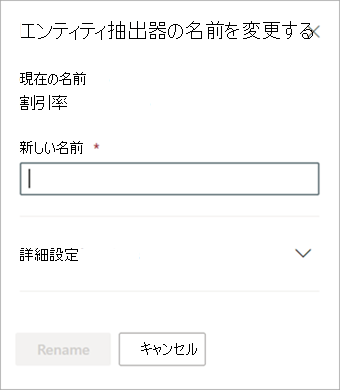 エンティティ抽出器の名前を変更する
現在の名前
割引率
新しい名前 *
詳細設定
Rename
キャンセル